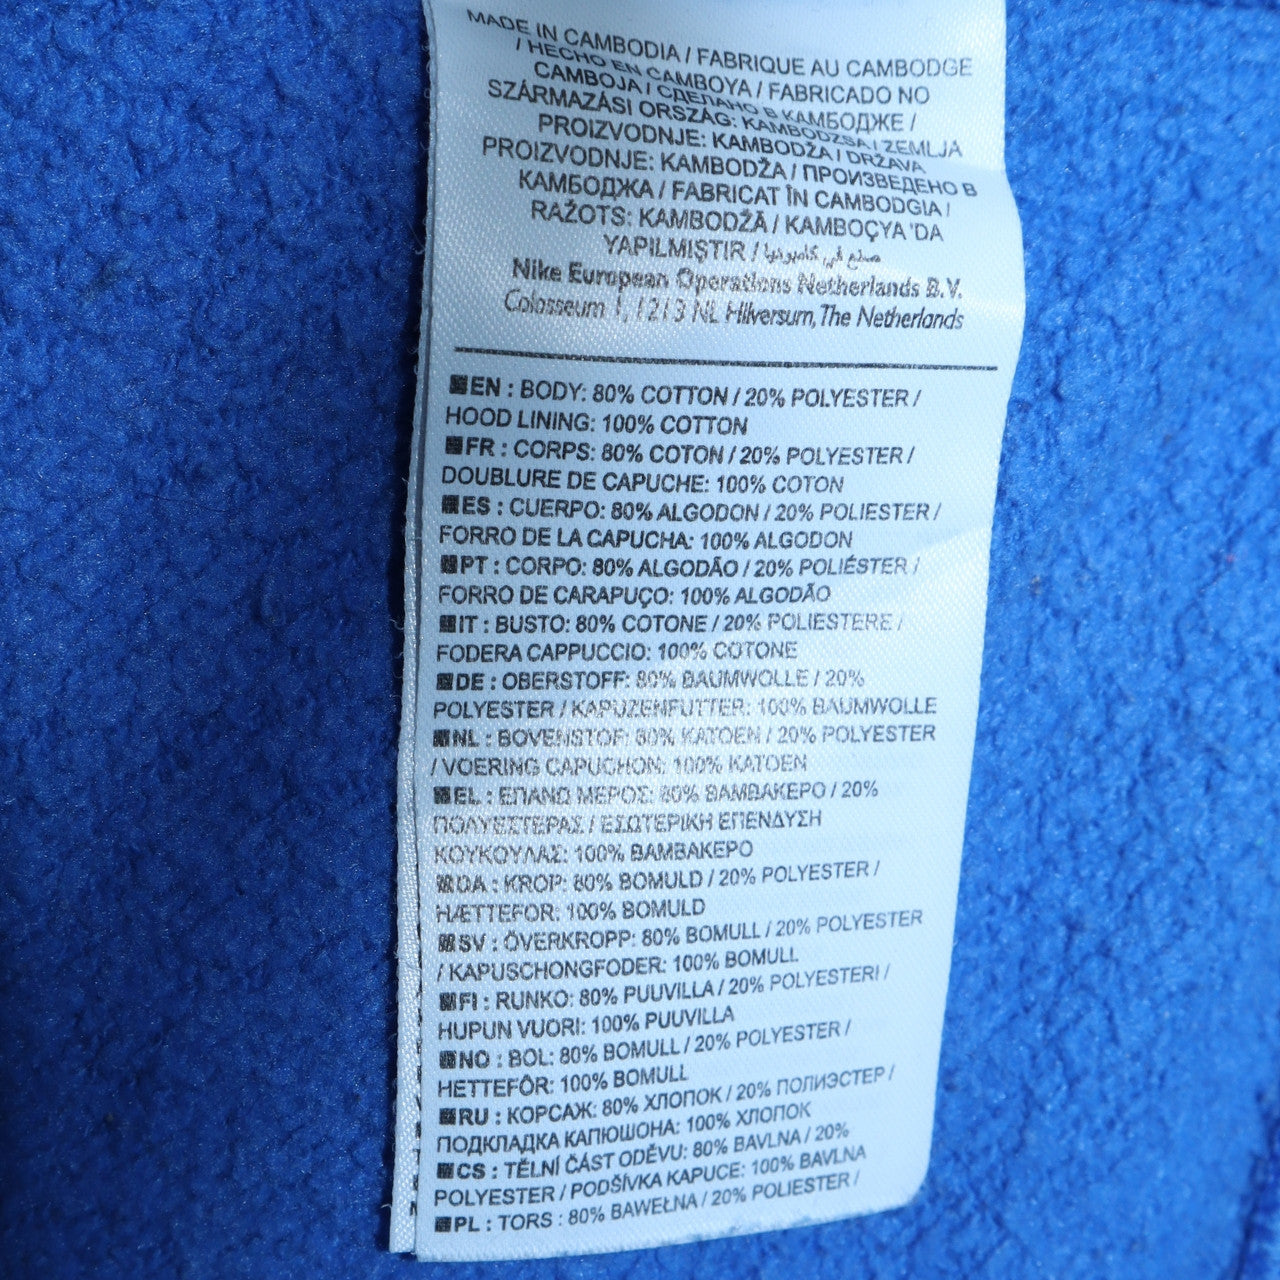 MADE IN CAMBODIA / FABRIQUE AU CAMBODGE
/ HECHO EN CAMBOYA / FABRICADO NO
CAMBOJA / СДЕЛАНО В КАМБОДЖЕ /
SZÁRMAZÁSI ORSZÁG: KAMBODZSA / ZEMLJA
PROIZVODNJE: KAMBODŽA / DRŽAVA
PROIZVODNJE: KAMBODŽA / ПРОИЗВЕДЕНО В
КАМБОДЖА / FABRICAT ÎN CAMBODGIA /
RAŽOTS: KAMBODŽĀ / KAMBOÇYA 'DA
YAPILMIŞTIR / صنع في كامبوديا
Nike European Operations Netherlands B.V.
Colosseum 1, 1213 NL Hilversum, The Netherlands
EN : BODY: 80% COTTON / 20% POLYESTER /
HOOD LINING: 100% COTTON
FR : CORPS: 80% COTON / 20% POLYESTER /
DOUBLURE DE CAPUCHE: 100% COTON
ES : CUERPO: 80% ALGODON / 20% POLIESTER /
FORRO DE LA CAPUCHA: 100% ALGODON
PT : CORPO: 80% ALGODÃO / 20% POLIÉSTER /
FORRO DE CARAPUÇO: 100% ALGODÃO
IT : BUSTO: 80% COTONE / 20% POLIESTERE /
FODERA CAPPUCCIO: 100% COTONE
DE : OBERSTOFF: 80% BAUMWOLLE / 20%
POLYESTER / KAPUZENFUTTER: 100% BAUMWOLLE
NL : BOVENSTOF: 80% KATOEN / 20% POLYESTER
/ VOERING CAPUCHON: 100% KATOEN
EL : ΕΠΑΝΩ ΜΕΡΟΣ: 80% ΒΑΜΒΑΚΕΡΟ / 20%
ΠΟΛΥΕΣΤΕΡΑΣ / ΕΣΩΤΕΡΙΚΗ ΕΠΕΝΔΥΣΗ
ΚΟΥΚΟΥΛΑΣ: 100% ΒΑΜΒΑΚΕΡΟ
DA : KROP: 80% BOMULD / 20% POLYESTER /
HÆTTEFOR: 100% BOMULD
SV : ÖVERKROPP: 80% BOMULL / 20% POLYESTER
/ KAPUSCHONGFODER: 100% BOMULL
FI : RUNKO: 80% PUUVILLA / 20% POLYESTERI /
HUPUN VUORI: 100% PUUVILLA
NO : BOL: 80% BOMULL / 20% POLYESTER /
HETTEFÔR: 100% BOMULL
RU : КОРСАЖ: 80% ХЛОПОК / 20% ПОЛИЭСТЕР /
ПОДКЛАДКА КАПЮШОНА: 100% ХЛОПОК
CS : TĚLNÍ ČÁST ODĚVU: 80% BAVLNA / 20%
POLYESTER / PODŠÍVKA KAPUCE: 100% BAVLNA
PL : TORS : 80% BAWEŁNA / 20% POLIESTER /